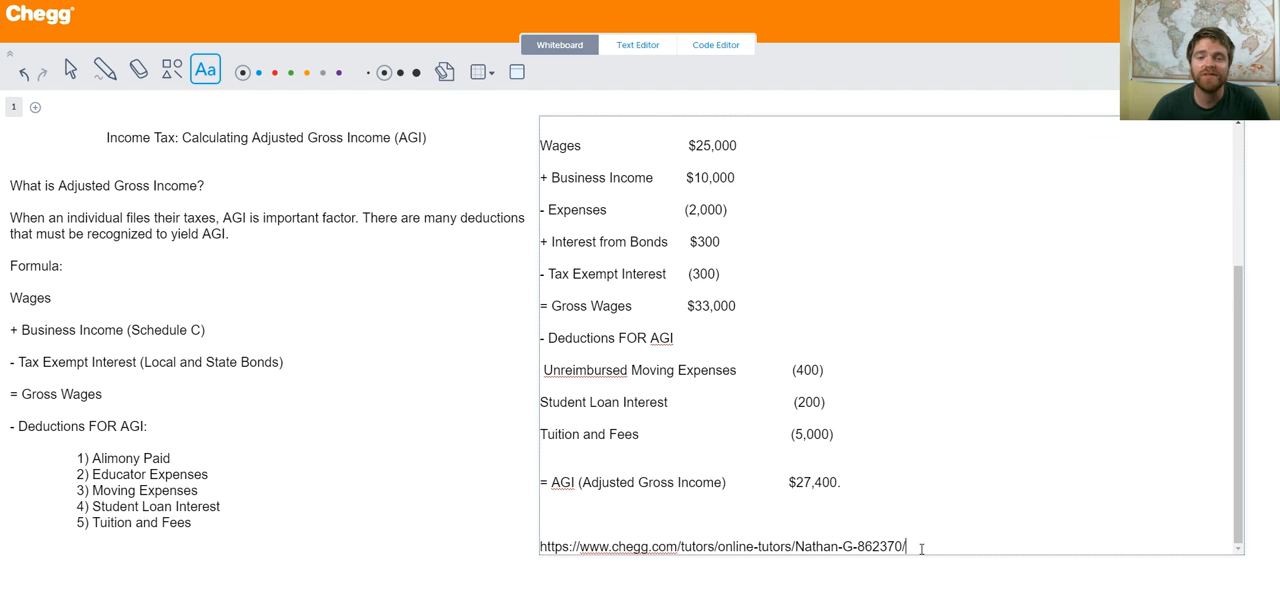 Chegg
Whiteboard
Text Editor
Code Editor
Aa
1
Income Tax: Calculating Adjusted Gross Income (AGI)
What is Adjusted Gross Income?
When an individual files their taxes, AGI is important factor. There are many deductions
that must be recognized to yield AGI.
Formula:
Wages
+ Business Income (Schedule C)
- Tax Exempt Interest (Local and State Bonds)
= Gross Wages
- Deductions FOR AGI:
1) Alimony Paid
2) Educator Expenses
3) Moving Expenses
4) Student Loan Interest
5) Tuition and Fees
Wages $25,000
+ Business Income $10,000
- Expenses (2,000)
+ Interest from Bonds $300
- Tax Exempt Interest (300)
= Gross Wages $33,000
- Deductions FOR AGI
Unreimbursed Moving Expenses (400)
Student Loan Interest (200)
Tuition and Fees (5,000)
= AGI (Adjusted Gross Income) $27,400.
https://www.chegg.com/tutors/online-tutors/Nathan-G-862370/